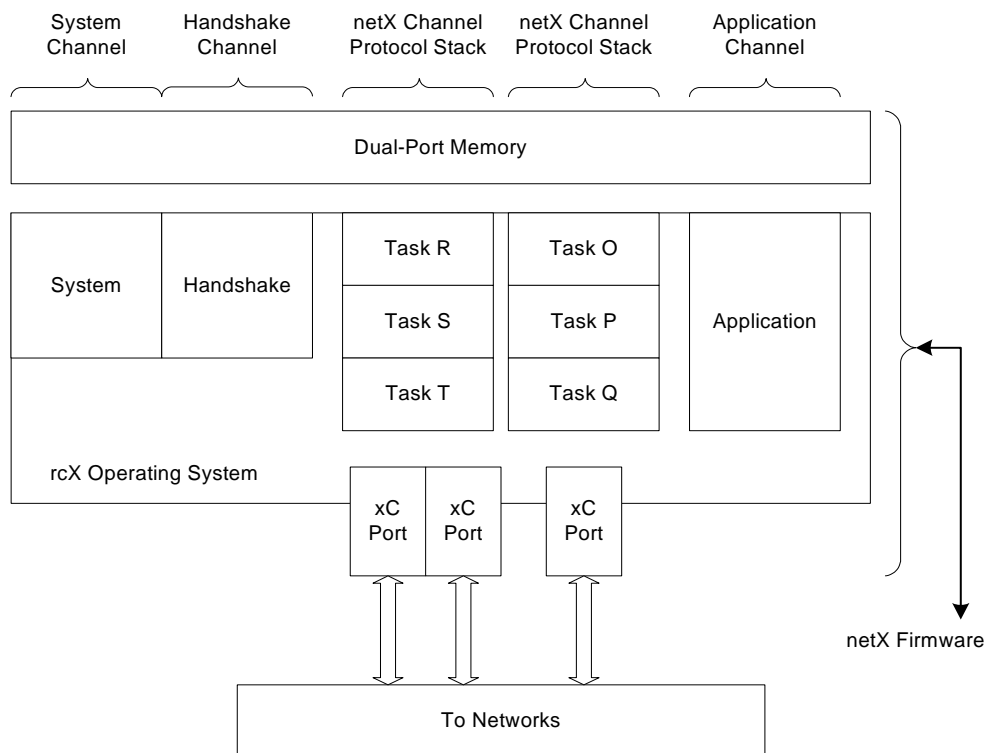 System
Channel
Handshake
Channel
netX Channel
Protocol Stack
netX Channel
Protocol Stack
Application
Channel
Dual-Port Memory
System
Handshake
Task R
Task S
Task T
Task O
Task P
Task Q
Application
rcX Operating System
xC
Port
xC
Port
xC
Port
netX Firmware
To Networks